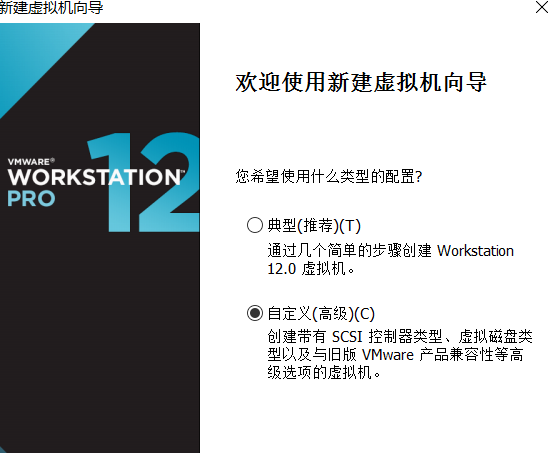 新建虚拟机向导
欢迎使用新建虚拟机向导
VMWARE®
WORKSTATION™
PRO
12
您希望使用什么类型的配置?
典型(推荐)(T)
通过几个简单的步骤创建 Workstation
12.0 虚拟机。
自定义(高级)(C)
创建带有 SCSI 控制器类型、虚拟磁盘类
型以及与旧版 VMware 产品兼容性等高
级选项的虚拟机。